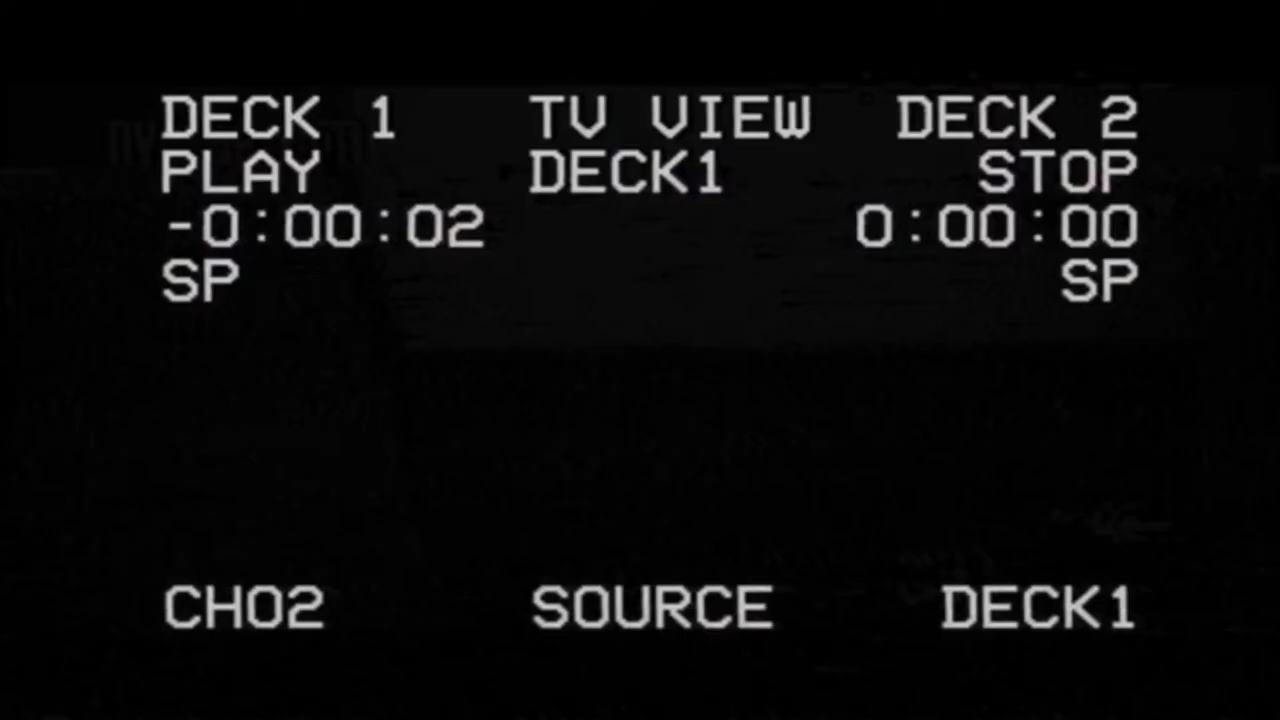 DECK 1 TV VIEW DECK 2
PLAY DECK1 STOP
-0:00:02 0:00:00
SP SP
CH02 SOURCE DECK1